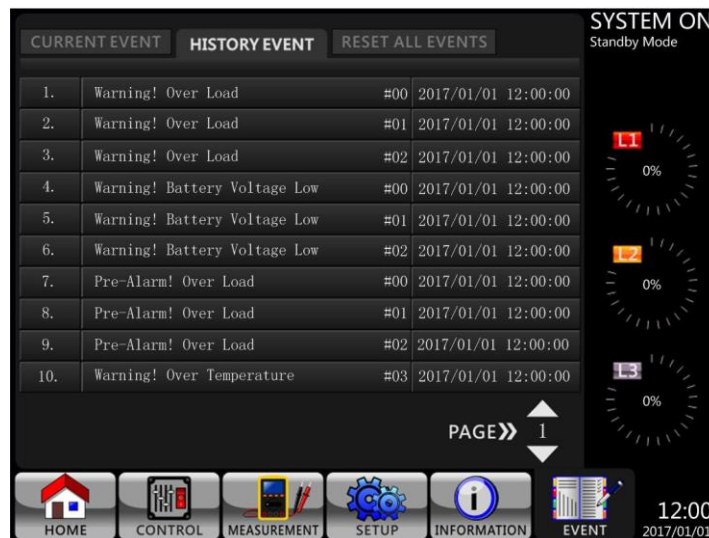 SYSTEM ON
Standby Mode
CURRENT EVENT HISTORY EVENT RESET ALL EVENTS
1. Warning! Over Load #00 2017/01/01 12:00:00
2. Warning! Over Load #01 2017/01/01 12:00:00
3. Warning! Over Load #02 2017/01/01 12:00:00
4. Warning! Battery Voltage Low #00 2017/01/01 12:00:00
5. Warning! Battery Voltage Low #01 2017/01/01 12:00:00
6. Warning! Battery Voltage Low #02 2017/01/01 12:00:00
7. Pre-Alarm! Over Load #00 2017/01/01 12:00:00
8. Pre-Alarm! Over Load #01 2017/01/01 12:00:00
9. Pre-Alarm! Over Load #02 2017/01/01 12:00:00
10. Warning! Over Temperature #03 2017/01/01 12:00:00
L1
0%
L2
0%
L3
0%
PAGE» 1
HOME CONTROL MEASUREMENT SETUP INFORMATION EVENT
12:00
2017/01/01